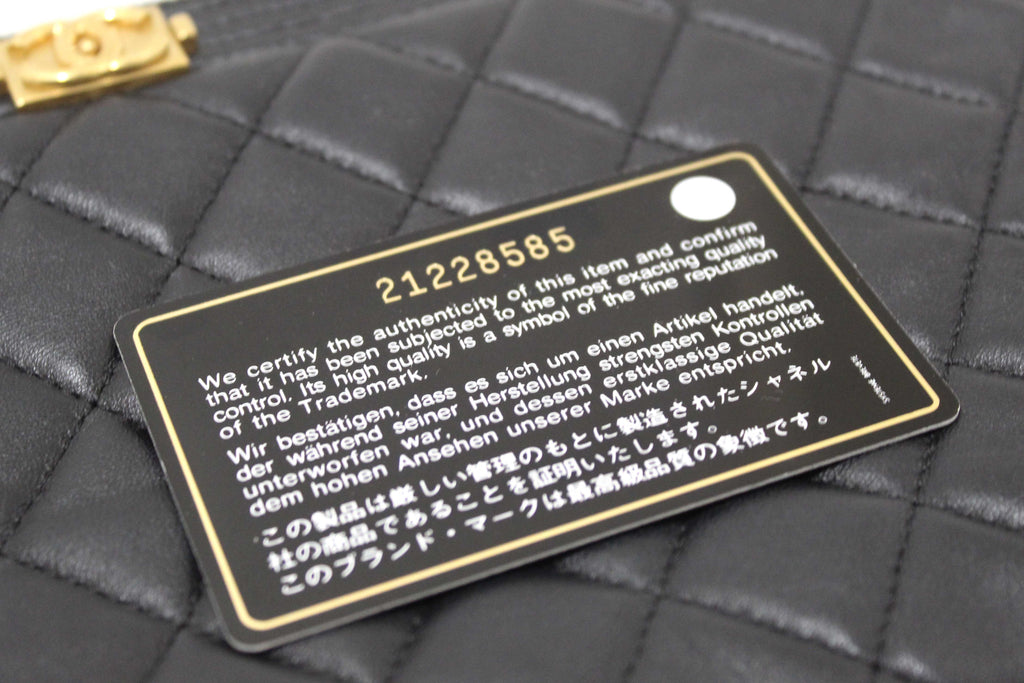 21228585
We certify the authenticity of this item and confirm
that it has been subjected to the most exacting quality
control. Its high quality is a symbol of the fine reputation
of the Trademark.
Wir bestätigen, dass es sich um einen Artikel handelt,
der während seiner Herstellung strengsten Kontrollen
unterworfen war, und dessen erstklassige Qualität
dem hohen Ansehen unserer Marke entspricht.
この製品は厳しい管理のもとに製造されたシャネル
社の商品であることを証明いたします。
このブランド・マークは最高級品質の象徴です。